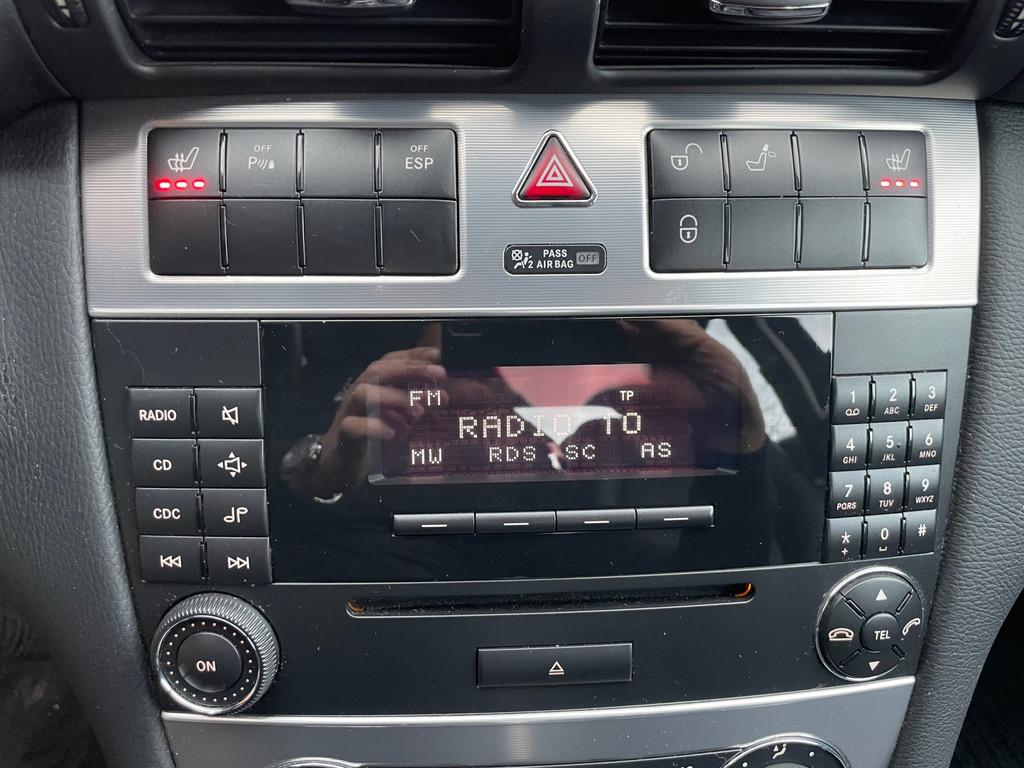 OFF
P
OFF
ESP
PASS
2 AIR BAG OFF
FM
TP
RADIO TO
MW RDS SC AS
RADIO
CD
CDC
ON
1
2 ABC
3 DEF
4 GHI
5 JKL
6 MNO
7 PQRS
8 TUV
9 WXYZ
*
+
0
#
TEL